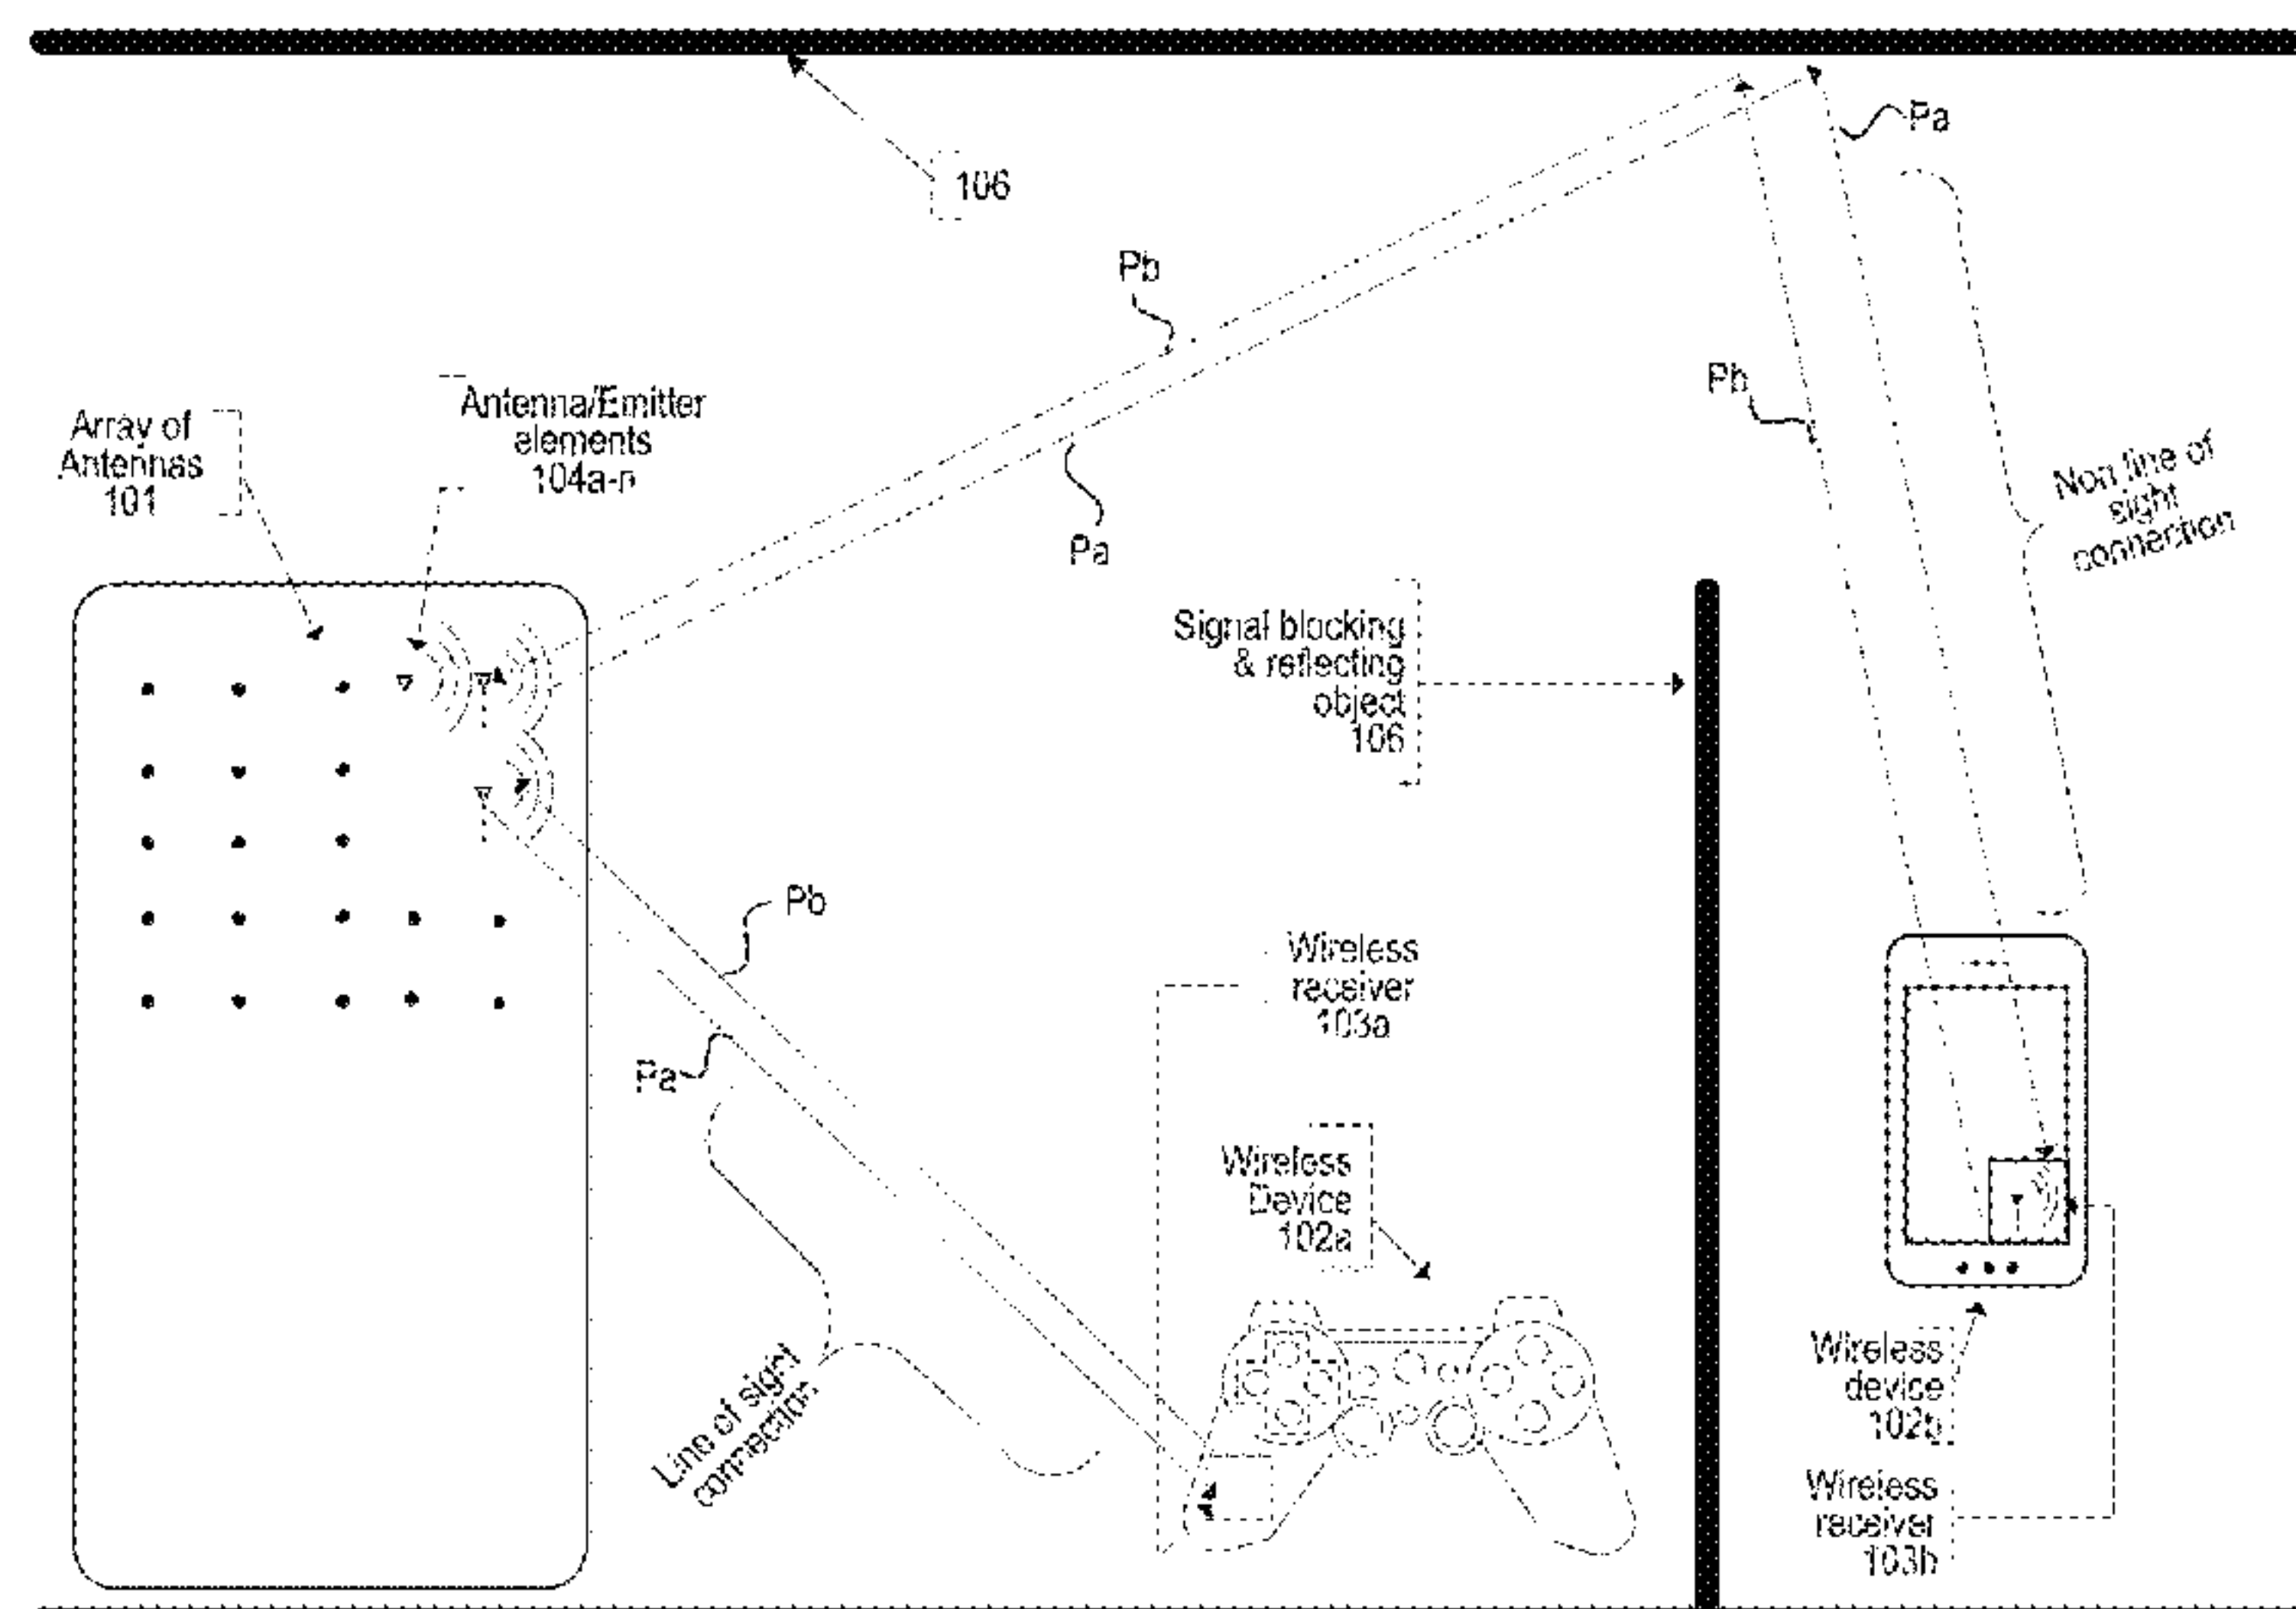 106
Pa
Pb
Pb
Antenna/Emitter
elements
104a-n
Array of
Antennas
101
Pa
Non line of
sight
connection
Signal blocking
& reflecting
object
106
Pb
Wireless
receiver
103a
Pa
Wireless
Device
102a
Line of sight
connection
Wireless
device
102b
Wireless
receiver
103b